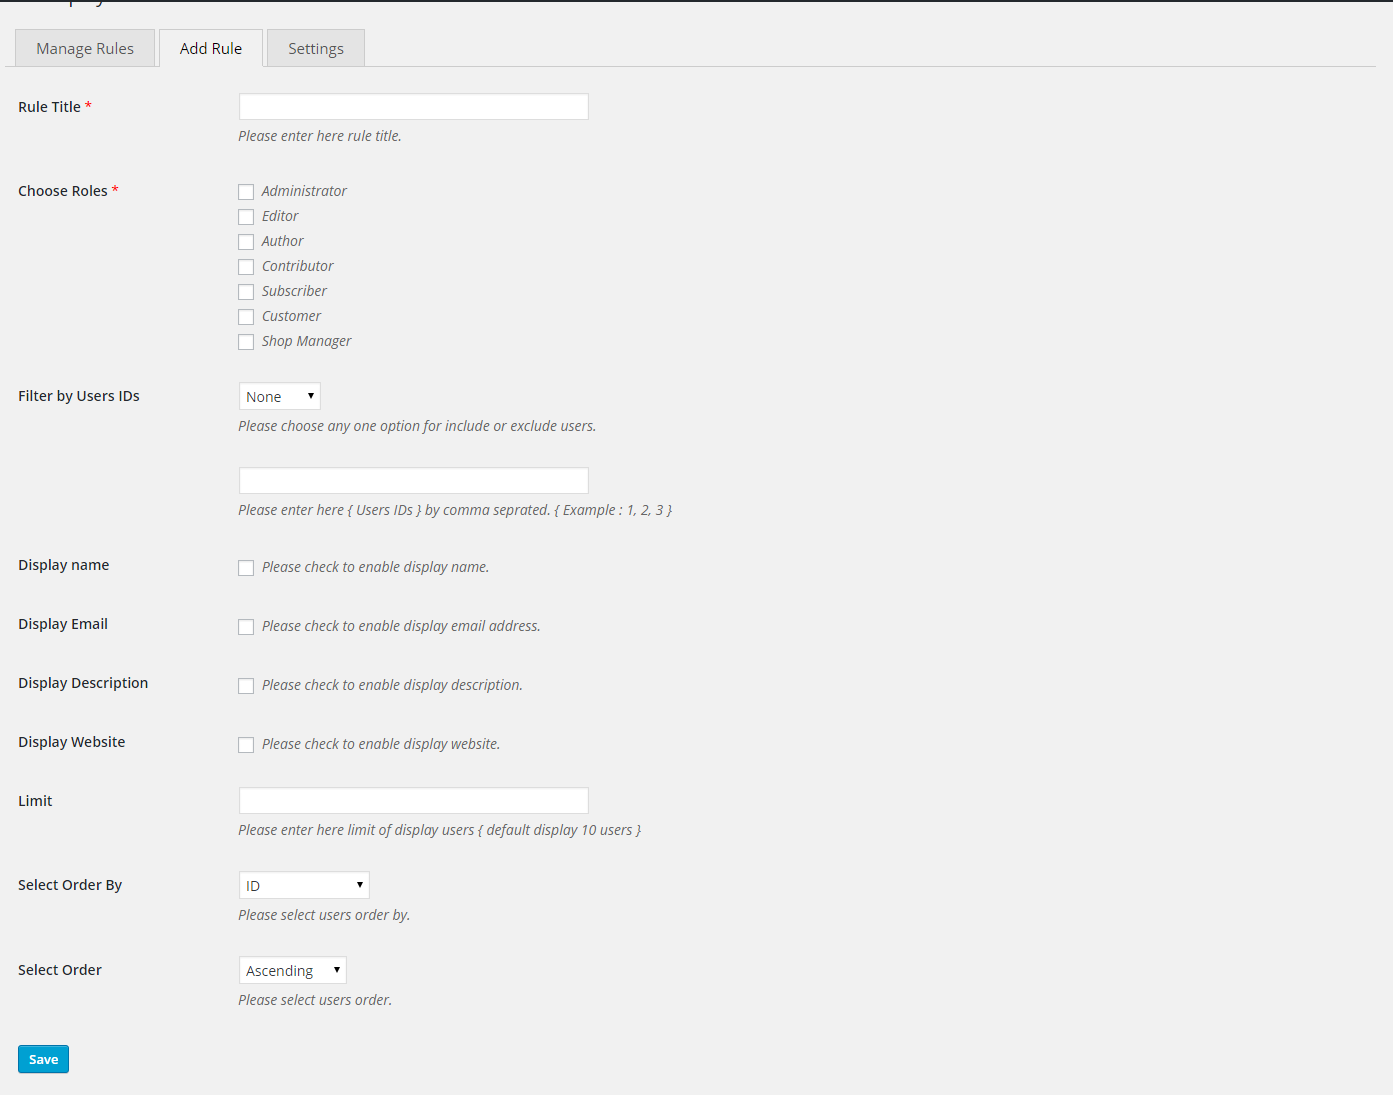 Manage Rules Add Rule Settings
Rule Title *
Please enter here rule title.
Choose Roles *
Administrator
Editor
Author
Contributor
Subscriber
Customer
Shop Manager
Filter by Users IDs
None
Please choose any one option for include or exclude users.
Please enter here { Users IDs } by comma seprated. { Example : 1, 2, 3 }
Display name
Please check to enable display name.
Display Email
Please check to enable display email address.
Display Description
Please check to enable display description.
Display Website
Please check to enable display website.
Limit
Please enter here limit of display users { default display 10 users }
Select Order By
ID
Please select users order by.
Select Order
Ascending
Please select users order.
Save